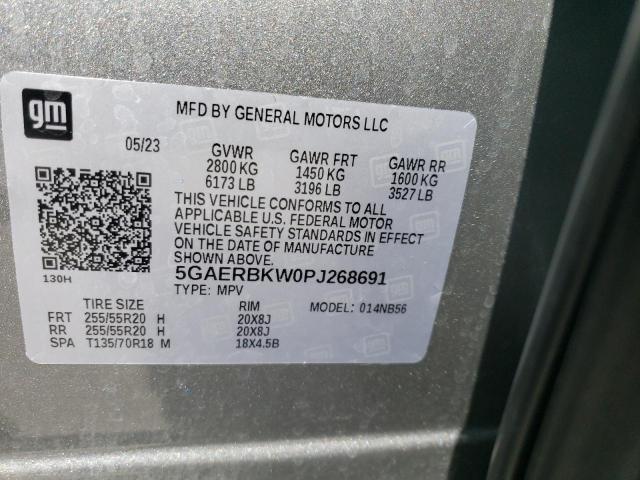 gm
MFD BY GENERAL MOTORS LLC
05/23 GVWR GAWR FRT GAWR RR
2800 KG 1450 KG 1600 KG
6173 LB 3196 LB 3527 LB
THIS VEHICLE CONFORMS TO ALL
APPLICABLE U.S. FEDERAL MOTOR
VEHICLE SAFETY STANDARDS IN EFFECT
ON THE DATE OF MANUFACTURE
SHOWN ABOVE.
130H 5GAERBKW0PJ268691
TYPE: MPV MODEL: 014NB56
TIRE SIZE RIM
FRT 255/55R20 H 20X8J
RR 255/55R20 H 20X8J
SPA T135/70R18 M 18X4.5B